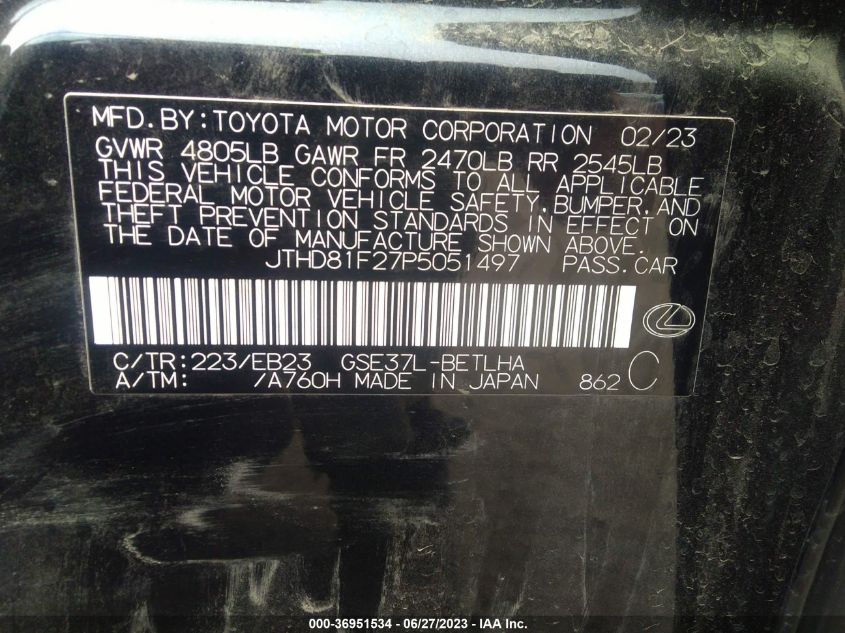 MFD.BY:TOYOTA MOTOR CORPORATION 02/23
GVWR 4805LB GAWR FR 2470LB RR 2545LB
THIS VEHICLE CONFORMS TO ALL APPLICABLE
FEDERAL MOTOR VEHICLE SAFETY,BUMPER,AND
THEFT PREVENTION STANDARDS IN EFFECT ON
THE DATE OF MANUFACTURE SHOWN ABOVE.
JTHD81F27P5051497 PASS.CAR
C/TR:223/EB23 GSE37L-BETLHA
A/TM: /A760H MADE IN JAPAN 862 C
000-36951534 — 06/27/2023 — IAA Inc.